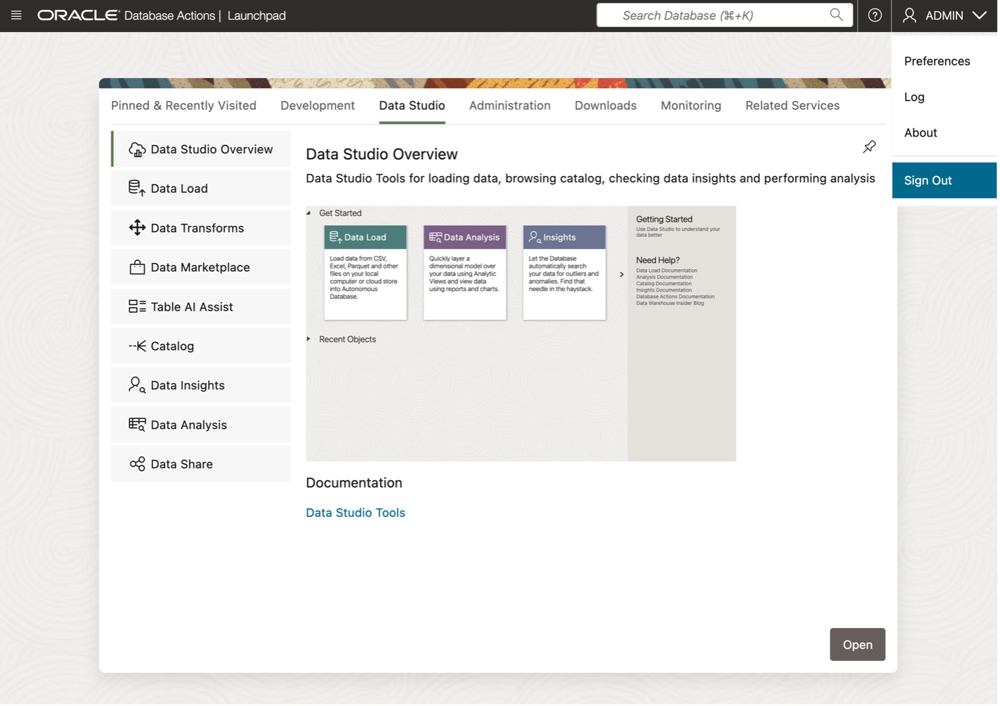 ORACLE Database Actions | Launchpad
Search Database (⌘+K)
ADMIN
Preferences
Log
About
Sign Out
Pinned & Recently Visited Development Data Studio Administration Downloads Monitoring Related Services
Data Studio Overview
Data Load
Data Transforms
Data Marketplace
Table AI Assist
Catalog
Data Insights
Data Analysis
Data Share
Data Studio Overview
Data Studio Tools for loading data, browsing catalog, checking data insights and performing analysis
Get Started
Data Load
Load data from CSV,
Excel, Parquet and other
files on your local
computer or cloud store
into Autonomous
Database.
Data Analysis
Quickly layer a
dimensional model over
your data using Analytic
Views and view data
using reports and charts.
Insights
Let the Database
automatically search
your data for outliers and
anomalies. Find that
needle in the haystack.
Recent Objects
Getting Started
Use Data Studio to understand your
data better
Need Help?
Data Load Documentation
Analysis Documentation
Catalog Documentation
Insights Documentation
Database Actions Documentation
Data Warehouse Insider Blog
Documentation
Data Studio Tools
Open